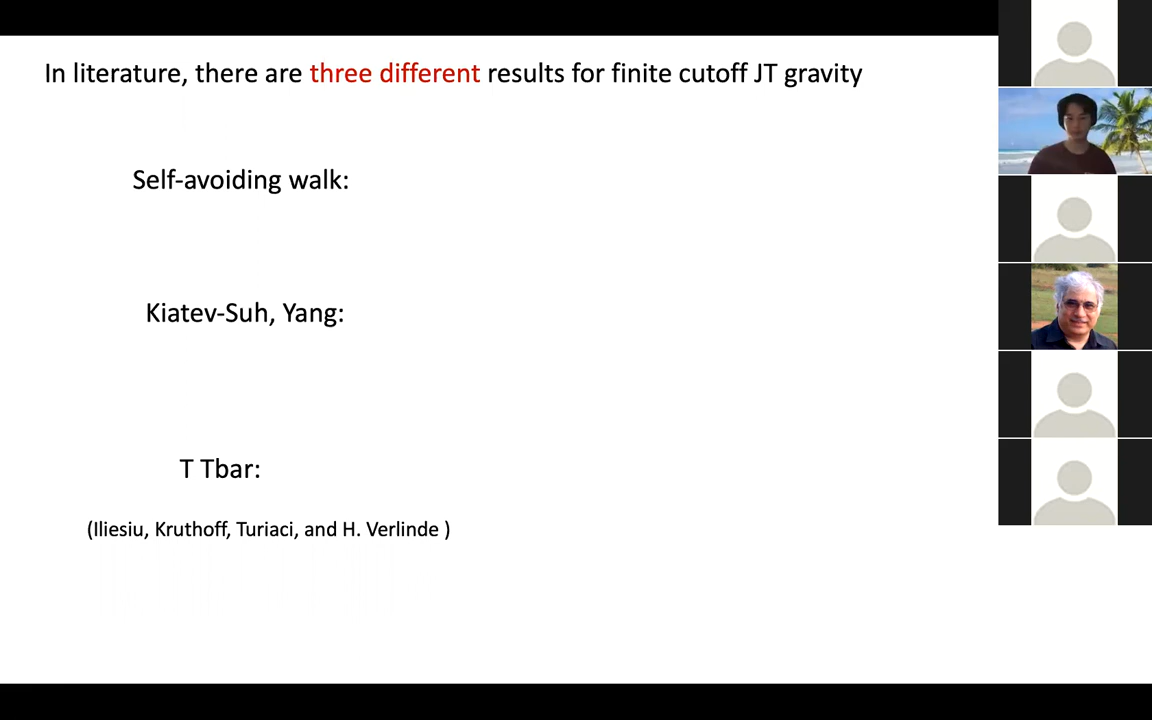 In literature, there are three different results for finite cutoff JT gravity
Self-avoiding walk:
Kiatev-Suh, Yang:
T Tbar:
(Iliesiu, Kruthoff, Turiaci, and H. Verlinde )